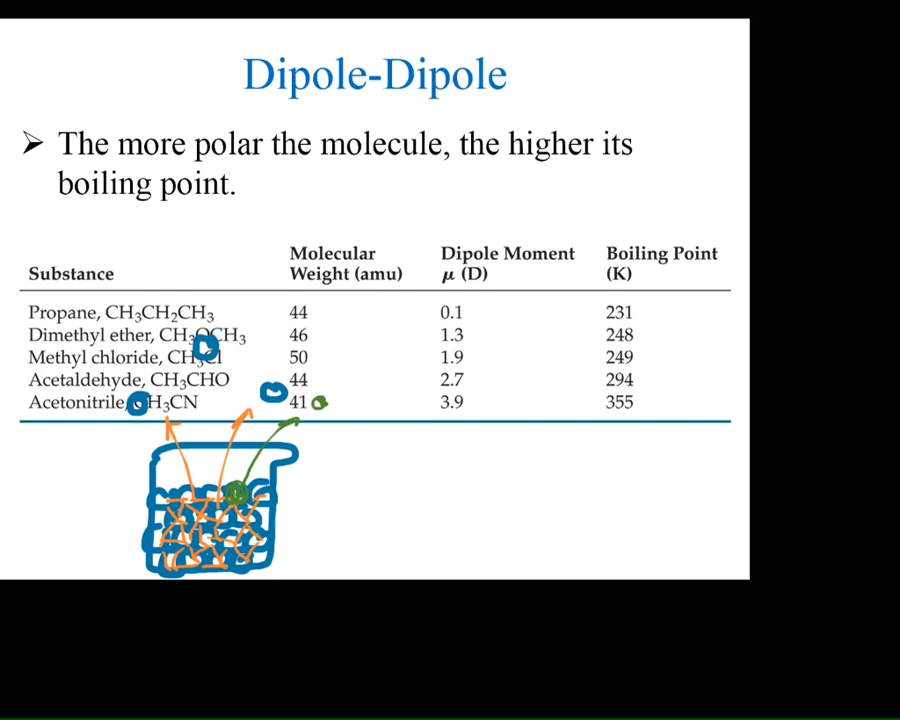 Dipole-Dipole
➢ The more polar the molecule, the higher its
boiling point.
Molecular Dipole Moment Boiling Point
Substance Weight (amu) μ (D) (K)
Propane, CH₃CH₂CH₃ 44 0.1 231
Dimethyl ether, CH₃OCH₃ 46 1.3 248
Methyl chloride, CH₃Cl 50 1.9 249
Acetaldehyde, CH₃CHO 44 2.7 294
Acetonitrile, CH₃CN 41 3.9 355